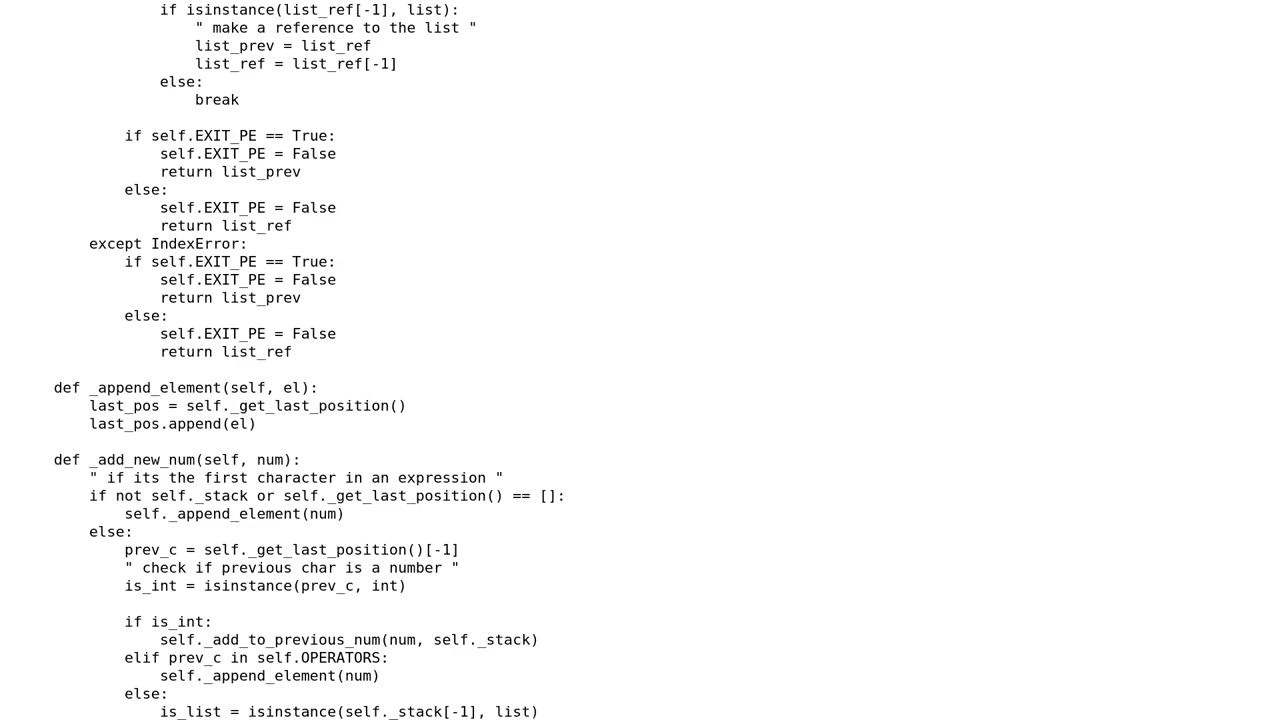 if isinstance(list_ref[-1], list):
                    " make a reference to the list "
                    list_prev = list_ref
                    list_ref = list_ref[-1]
                else:
                    break

            if self.EXIT_PE == True:
                self.EXIT_PE = False
                return list_prev
            else:
                self.EXIT_PE = False
                return list_ref
        except IndexError:
            if self.EXIT_PE == True:
                self.EXIT_PE = False
                return list_prev
            else:
                self.EXIT_PE = False
                return list_ref

    def _append_element(self, el):
        last_pos = self._get_last_position()
        last_pos.append(el)

    def _add_new_num(self, num):
        " if its the first character in an expression "
        if not self._stack or self._get_last_position() == []:
            self._append_element(num)
        else:
            prev_c = self._get_last_position()[-1]
            " check if previous char is a number "
            is_int = isinstance(prev_c, int)

            if is_int:
                self._add_to_previous_num(num, self._stack)
            elif prev_c in self.OPERATORS:
                self._append_element(num)
            else:
                is_list = isinstance(self._stack[-1], list)